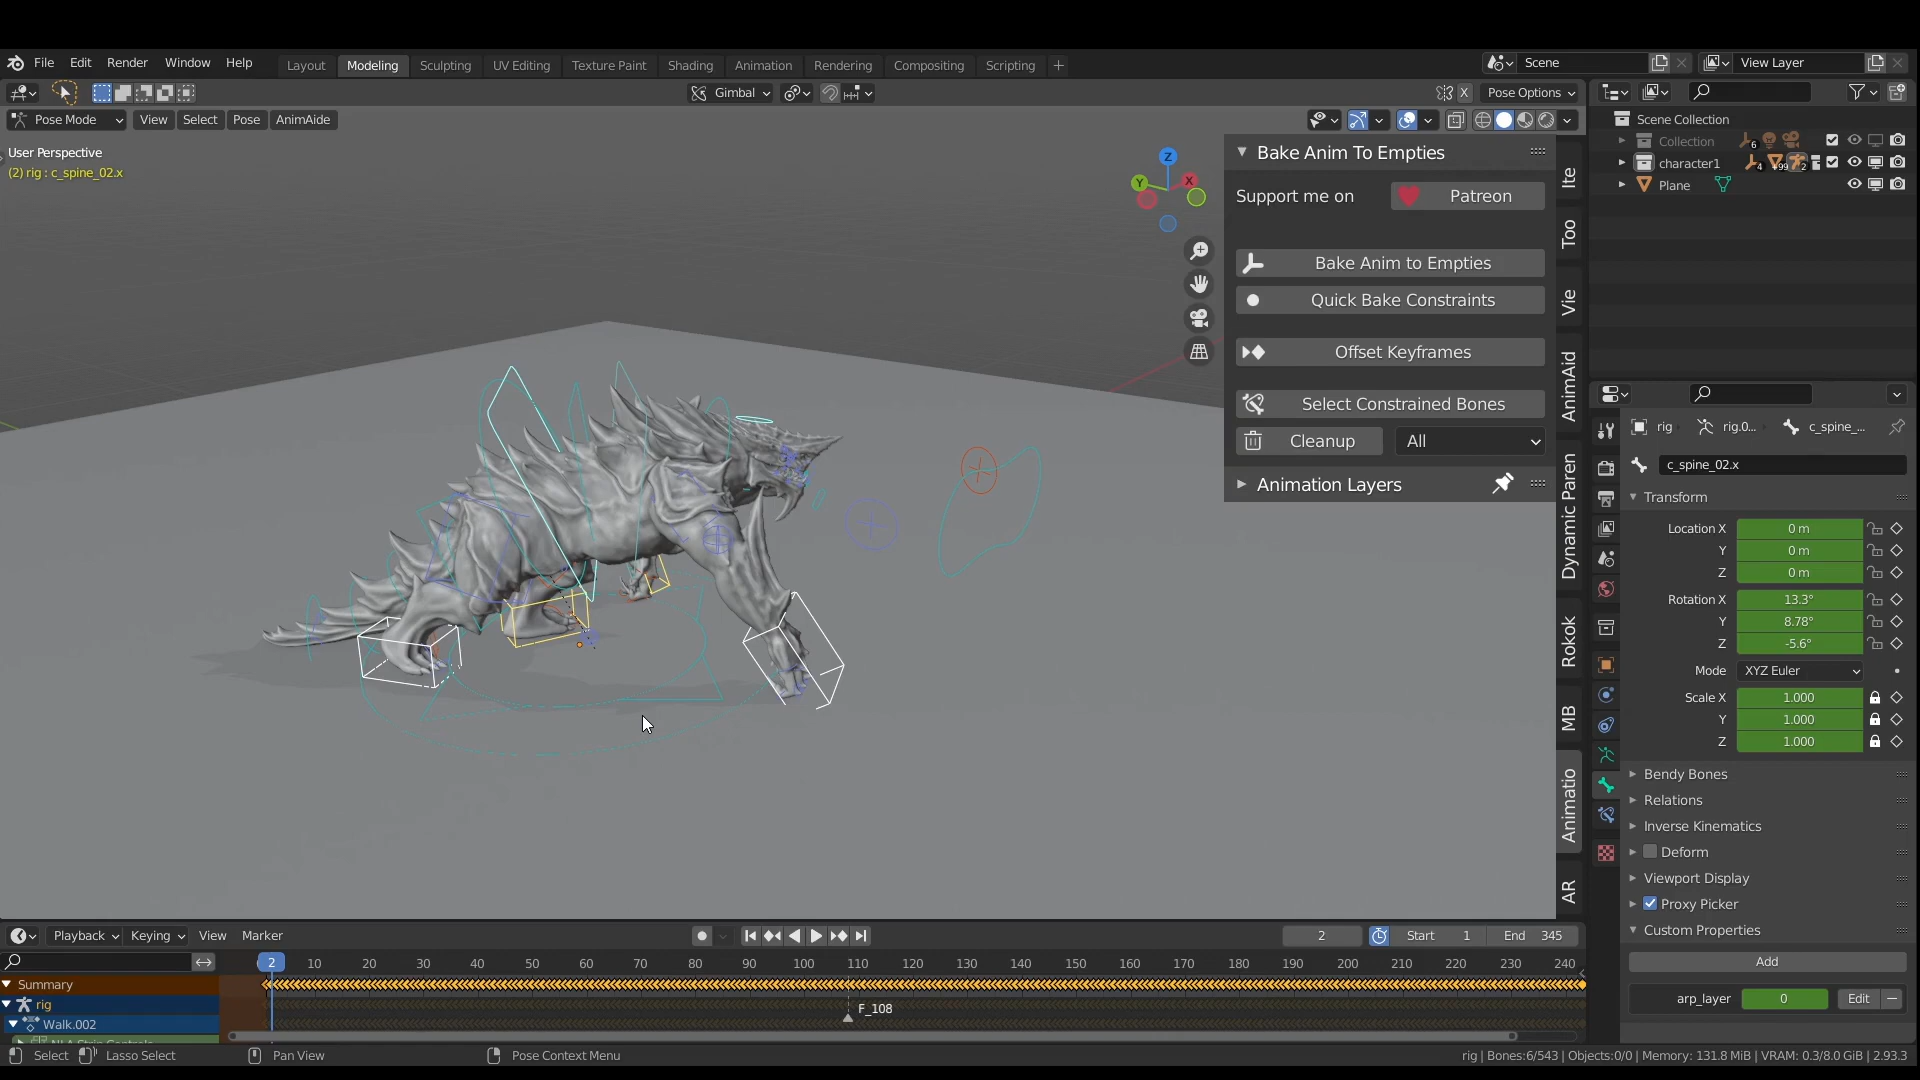 File Edit Render Window Help Layout Modeling Sculpting UV Editing Texture Paint Shading Animation Rendering Compositing Scripting + Scene View Layer
Gimbal X Pose Options
Pose Mode View Select Pose AnimAide
User Perspective
(2) rig : c_spine_02.x
Z
Y
X
Bake Anim To Empties
Support me on Patreon
Bake Anim to Empties
Quick Bake Constraints
Offset Keyframes
Select Constrained Bones
Cleanup All
Animation Layers
Ite
Too
Vie
AnimAid
Dynamic Paren
Rokok
MB
Animatio
AR
Scene Collection
Collection 6
character1 4 +99 2
Plane
rig rig.0... c_spine_...
c_spine_02.x
Transform
Location X 0 m
Y 0 m
Z 0 m
Rotation X 13.3°
Y 8.78°
Z -5.6°
Mode XYZ Euler
Scale X 1.000
Y 1.000
Z 1.000
Bendy Bones
Relations
Inverse Kinematics
Deform
Viewport Display
Proxy Picker
Custom Properties
Add
arp_layer 0 Edit
Playback Keying View Marker 2 Start 1 End 345
2 10 20 30 40 50 60 70 80 90 100 110 120 130 140 150 160 170 180 190 200 210 220 230 240
Summary
rig
F_108
Walk.002
Select Lasso Select Pan View Pose Context Menu rig | Bones:6/543 | Objects:0/0 | Memory: 131.8 MiB | VRAM: 0.3/8.0 GiB | 2.93.3